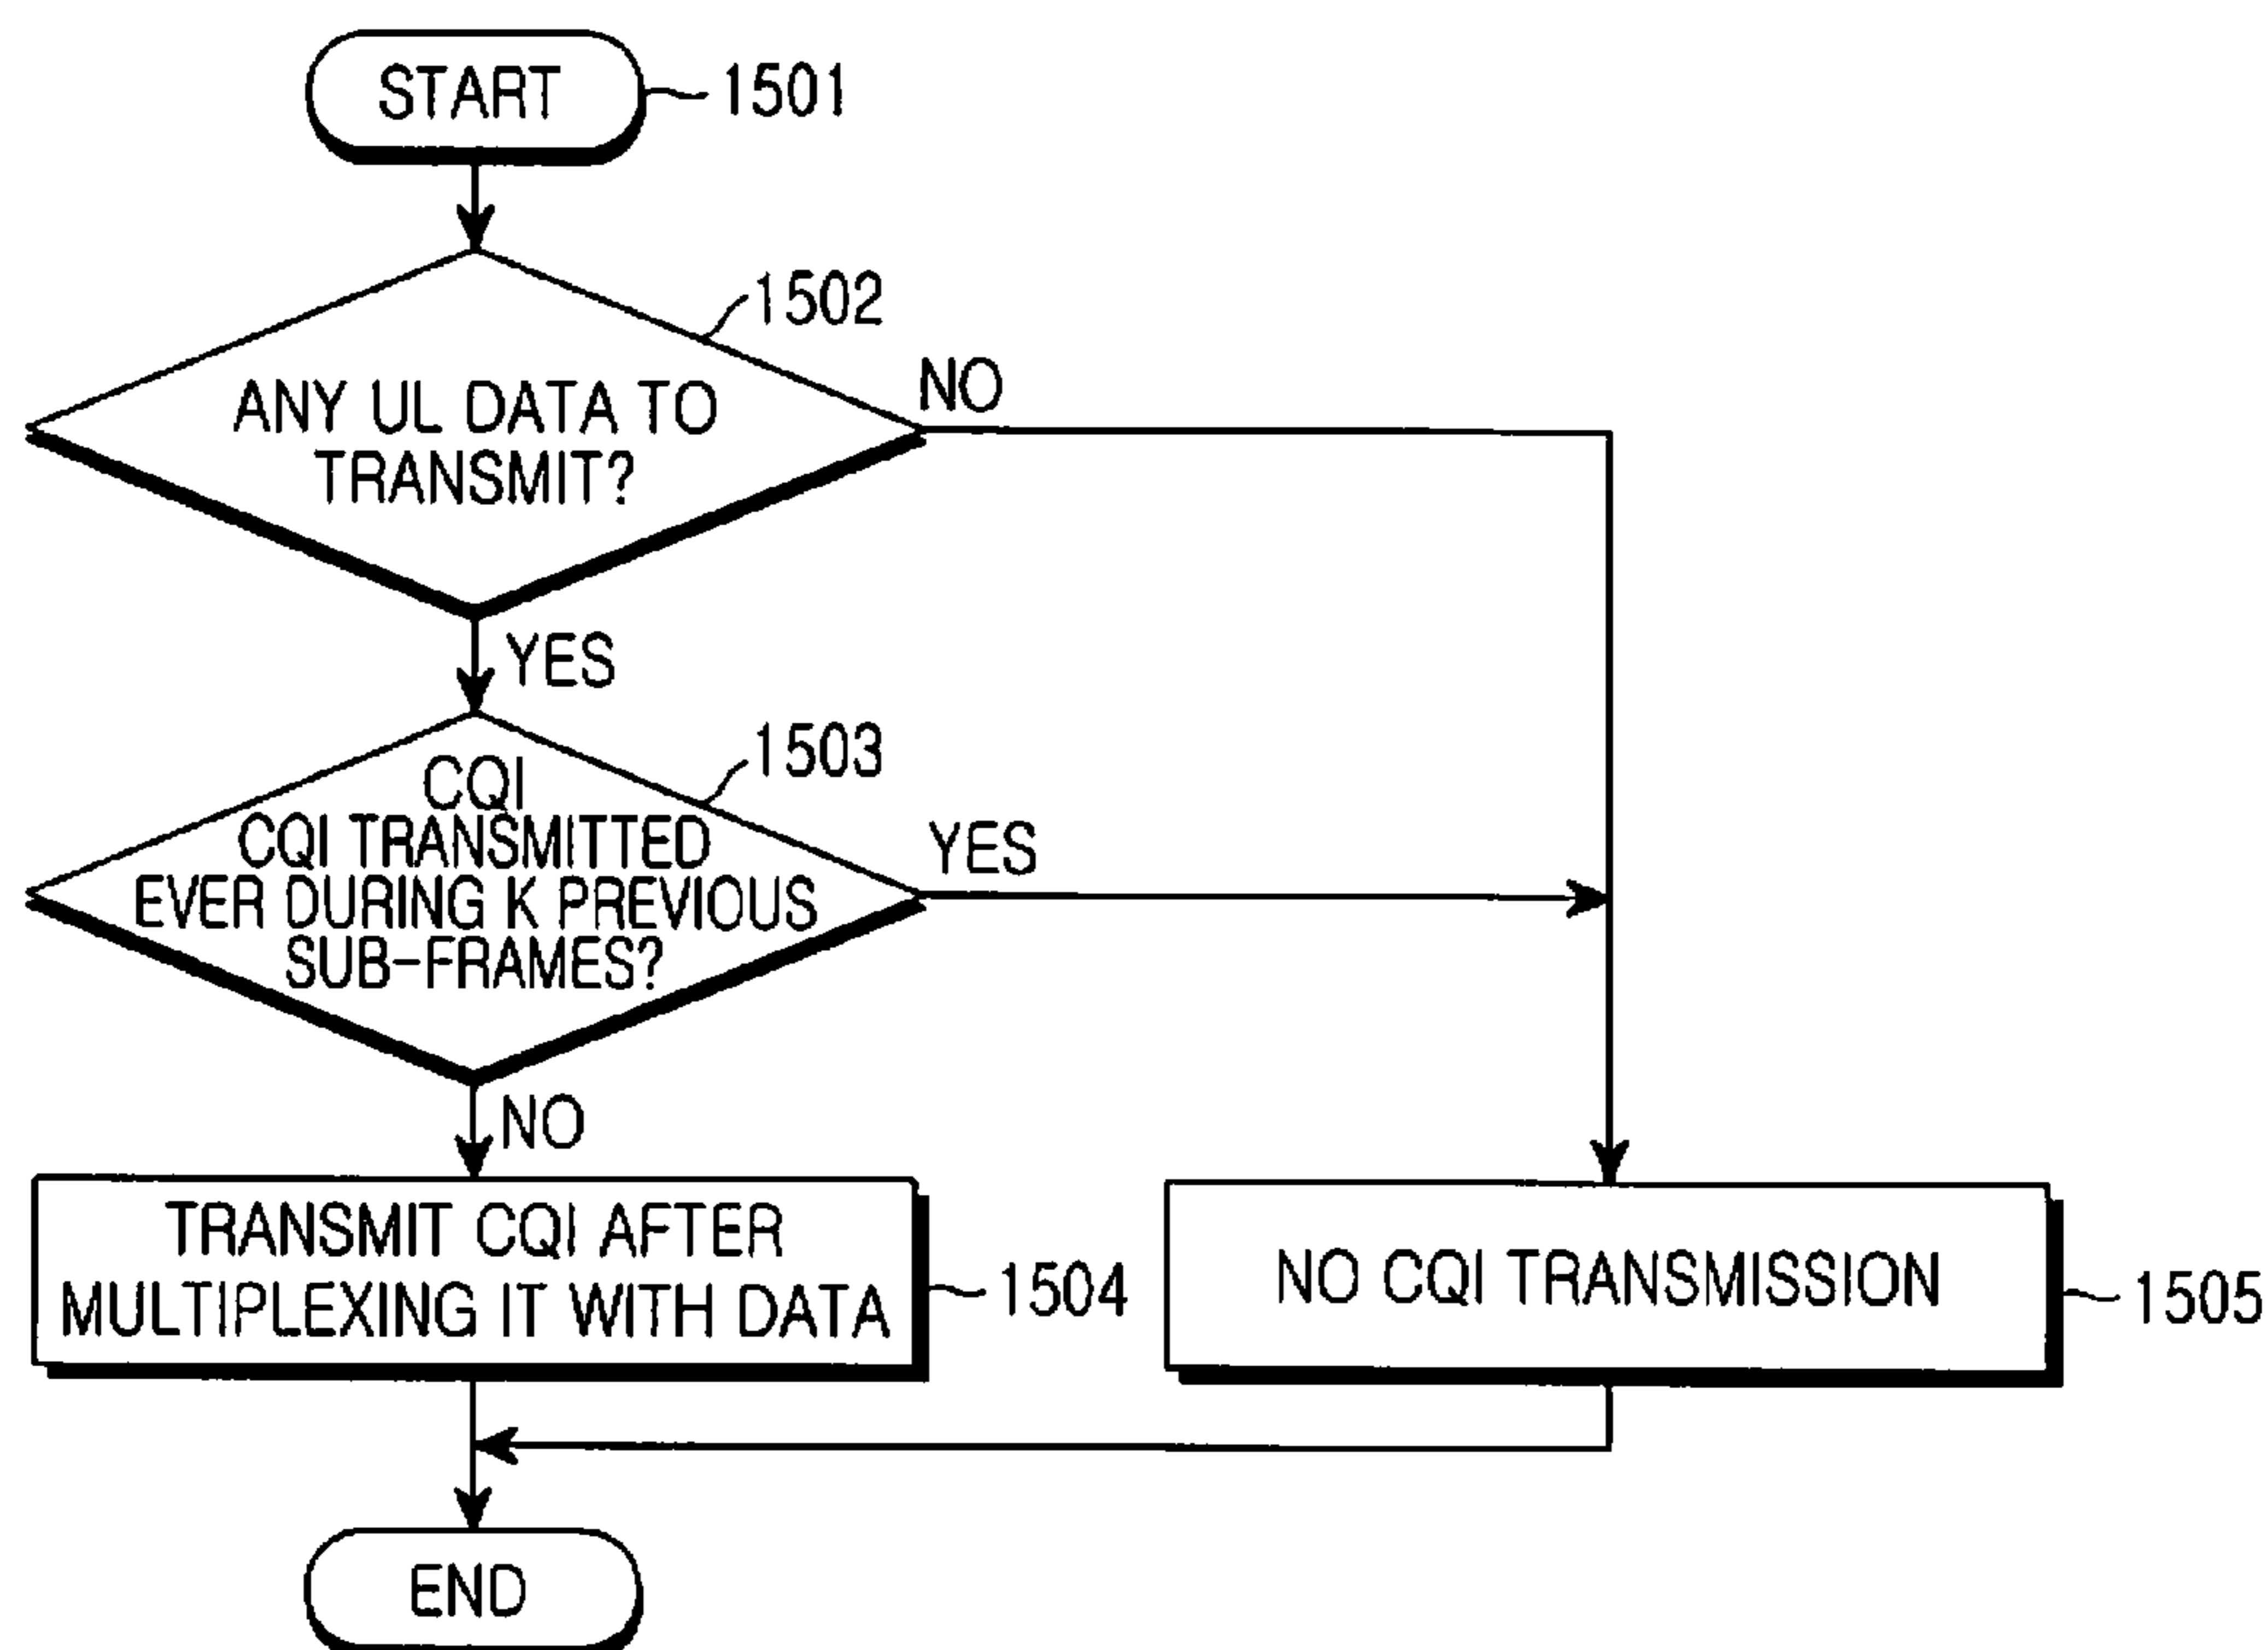 START
1501
1502
ANY UL DATA TO
TRANSMIT?
NO
YES
1503
CQI
CQI TRANSMITTED
EVER DURING K PREVIOUS
SUB-FRAMES?
YES
NO
TRANSMIT CQI AFTER
MULTIPLEXING IT WITH DATA
1504
NO CQI TRANSMISSION
1505
END